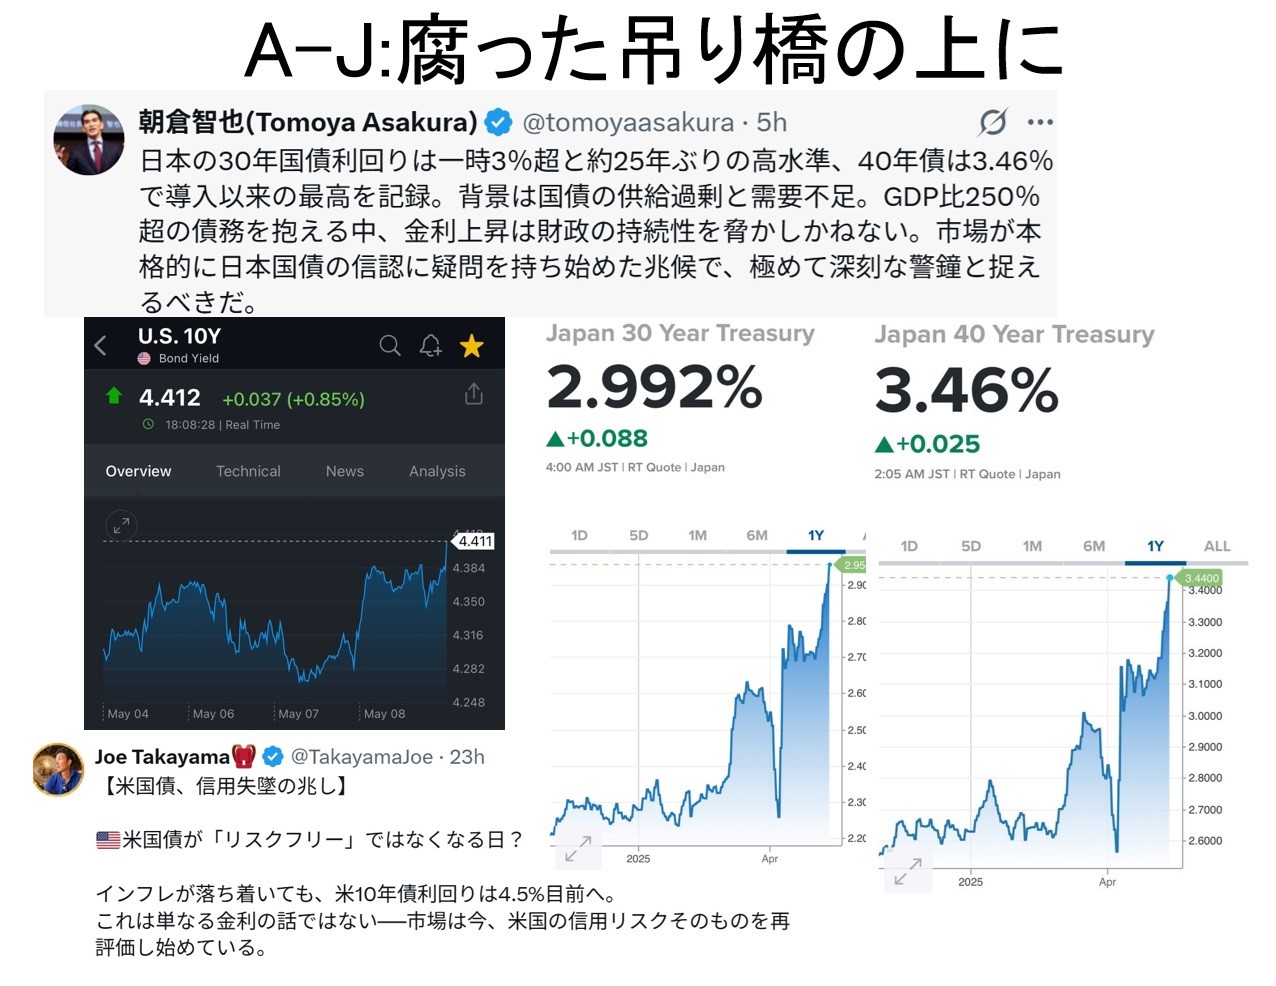 A-J:腐った吊り橋の上に
朝倉智也(Tomoya Asakura) @tomoyaasakura · 5h
日本の30年国債利回りは一時3%超と約25年ぶりの高水準、40年債は3.46%
で導入以来の最高を記録。背景は国債の供給過剰と需要不足。GDP比250%
超の債務を抱える中、金利上昇は財政の持続性を脅かしかねない。市場が本
格的に日本国債の信認に疑問を持ち始めた兆候で、極めて深刻な警鐘と捉え
るべきだ。
U.S. 10Y
Bond Yield
4.412 +0.037 (+0.85%)
18:08:28 | Real Time
Overview Technical News Analysis
4.411
4.384
4.350
4.316
4.282
4.248
May 04 May 06 May 07 May 08
Japan 30 Year Treasury
2.992%
▲+0.088
4:00 AM JST | RT Quote | Japan
1D 5D 1M 6M 1Y
2.95
2.90
2.80
2.70
2.60
2.50
2.40
2.30
2.20
2025 Apr
Japan 40 Year Treasury
3.46%
▲+0.025
2:05 AM JST | RT Quote | Japan
1D 5D 1M 6M 1Y ALL
3.4400
3.4000
3.3000
3.2000
3.1000
3.0000
2.9000
2.8000
2.7000
2.6000
2025 Apr
Joe Takayama @TakayamaJoe · 23h
【米国債、信用失墜の兆し】
🇺🇸米国債が「リスクフリー」ではなくなる日？
インフレが落ち着いても、米10年債利回りは4.5%目前へ。
これは単なる金利の話ではない──市場は今、米国の信用リスクそのものを再
評価し始めている。